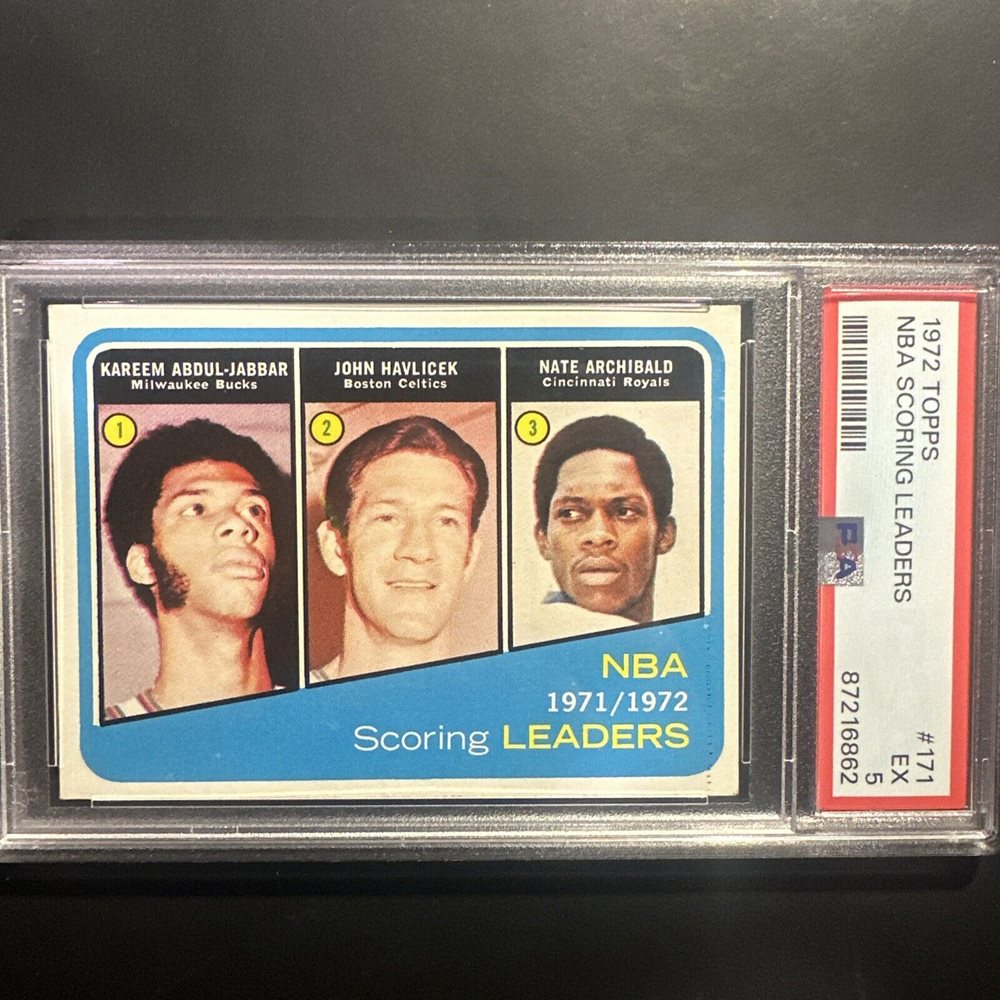 KAREEM ABDUL-JABBAR
Milwaukee Bucks
1
JOHN HAVLICEK
Boston Celtics
2
NATE ARCHIBALD
Cincinnati Royals
3
NBA
1971/1972
Scoring LEADERS
1972 TOPPS
NBA SCORING LEADERS
#171
EX
5
87216862
PSA